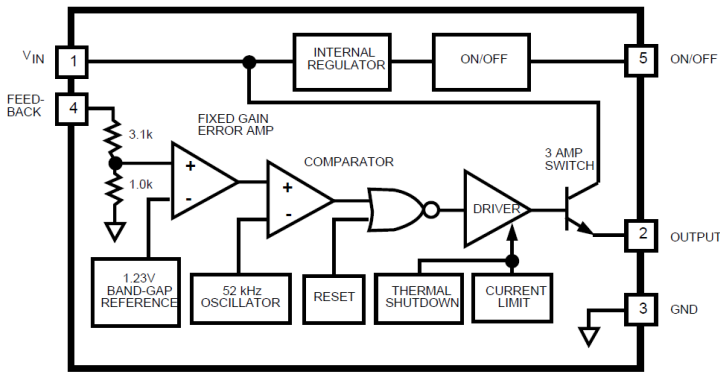 V IN
1
INTERNAL
REGULATOR
ON/OFF
5
ON/OFF
FEED-
BACK
4
3.1k
1.0k
FIXED GAIN
ERROR AMP
+
-
COMPARATOR
+
-
3 AMP
SWITCH
DRIVER
2
OUTPUT
1.23V
BAND-GAP
REFERENCE
52 kHz
OSCILLATOR
RESET
THERMAL
SHUTDOWN
CURRENT
LIMIT
3
GND